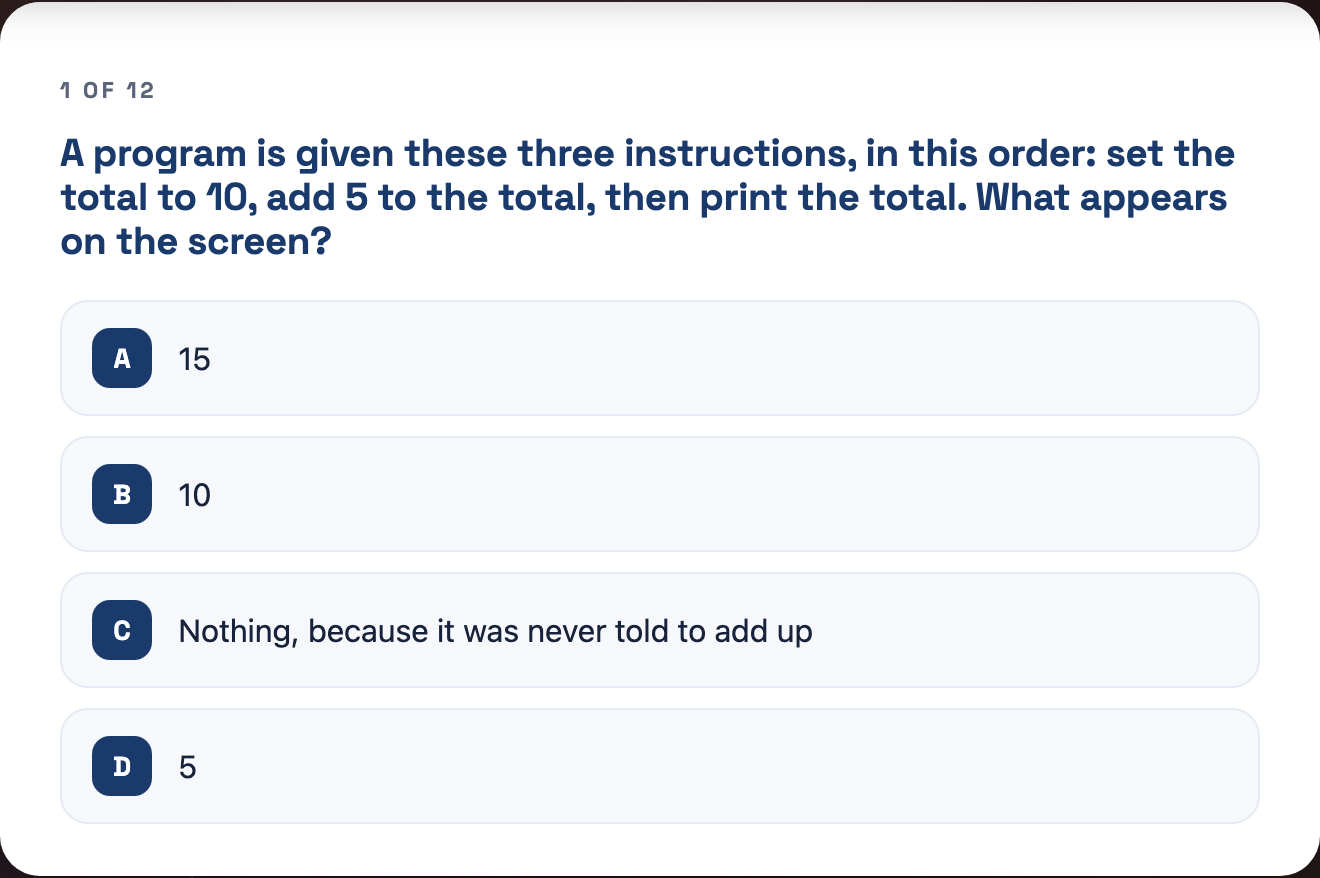 1 OF 12
A program is given these three instructions, in this order: set the
total to 10, add 5 to the total, then print the total. What appears
on the screen?
A 15
B 10
C Nothing, because it was never told to add up
D 5